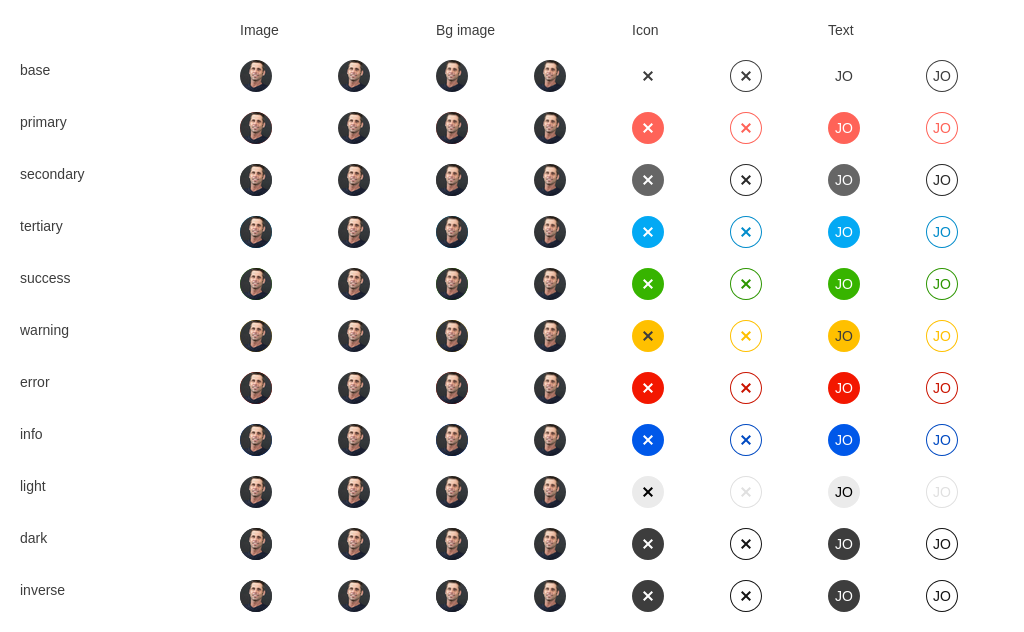 Image Bg image Icon Text
base JO JO
primary JO JO
secondary JO JO
tertiary JO JO
success JO JO
warning JO JO
error JO JO
info JO JO
light JO JO
dark JO JO
inverse JO JO